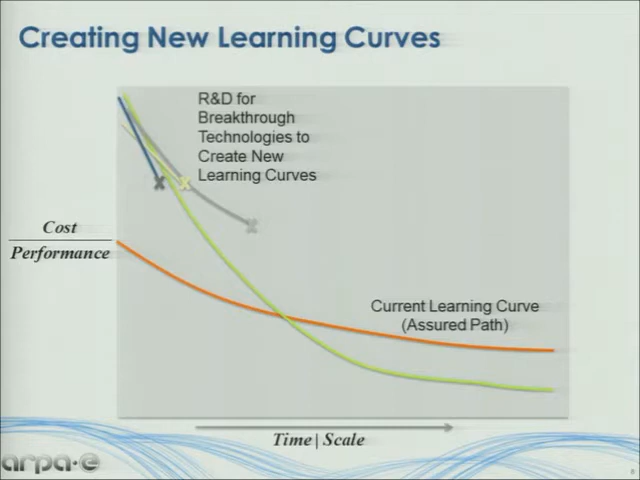 Creating New Learning Curves
R&D for
Breakthrough
Technologies to
Create New
Learning Curves
Cost
Performance
Current Learning Curve
(Assured Path)
Time|Scale
arpa·e
8